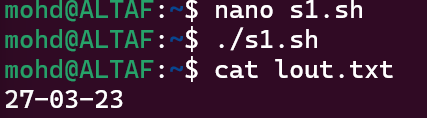 mohd@ALTAF:~$ nano s1.sh
mohd@ALTAF:~$ ./s1.sh
mohd@ALTAF:~$ cat lout.txt
27-03-23